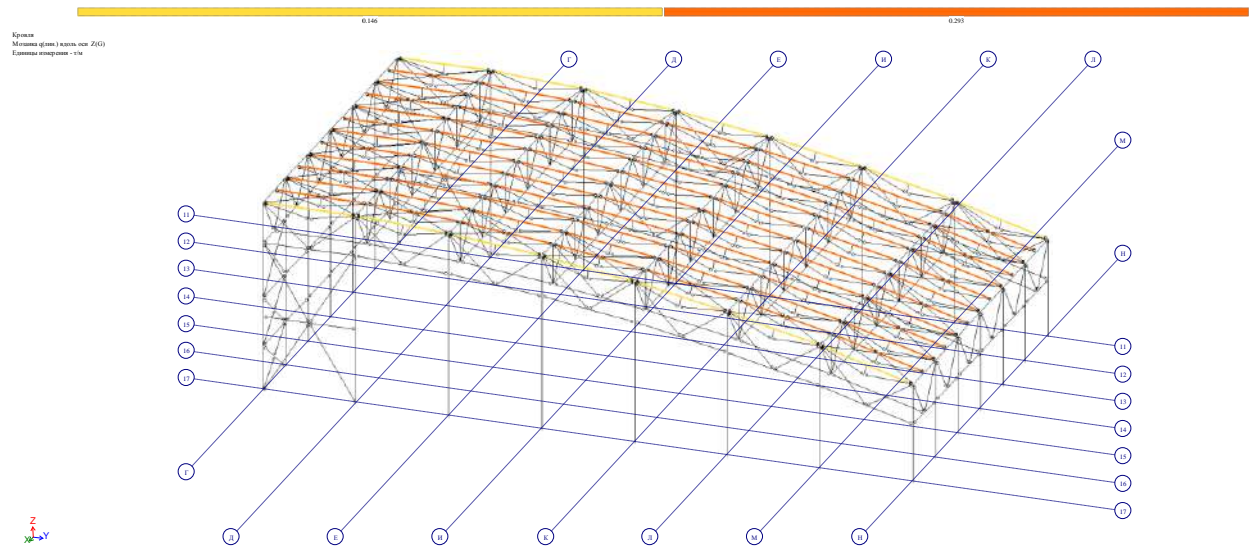 0.146 0.293
Кровля
Мозаика q(лин.) вдоль оси Z(G)
Единицы измерения - т/м
Г Д Е И К Л
М
Н
11
12
13
14
15
16
17
11
12
13
14
15
16
17
Г
Д Е И К Л М Н
Z
X Y